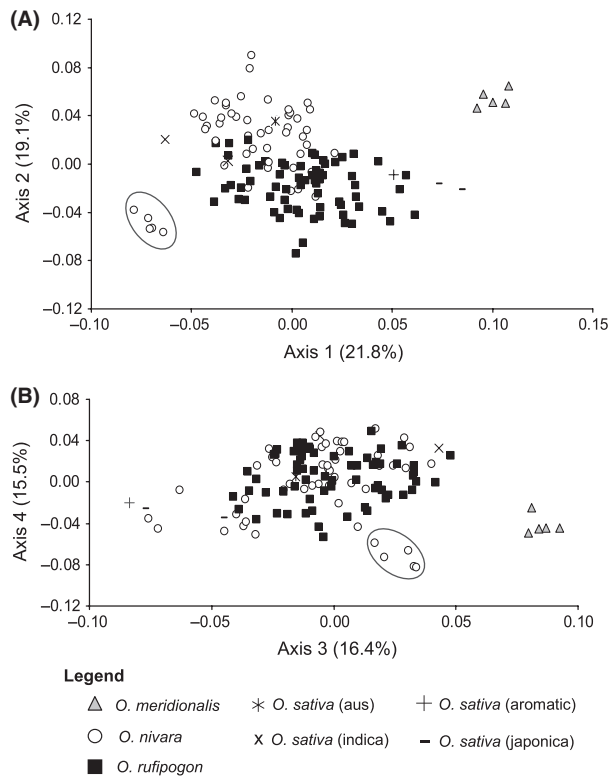 (A)
0.12
0.08
0.04
0.00
–0.04
–0.08
–0.12
Axis 2 (19.1%)
–0.10 –0.05 0.00 0.05 0.10 0.15
Axis 1 (21.8%)
(B)
0.08
0.04
0.00
–0.04
–0.08
–0.12
Axis 4 (15.5%)
–0.10 –0.05 0.00 0.05 0.10
Axis 3 (16.4%)
Legend
O. meridionalis O. sativa (aus) O. sativa (aromatic)
O. nivara O. sativa (indica) O. sativa (japonica)
O. rufipogon